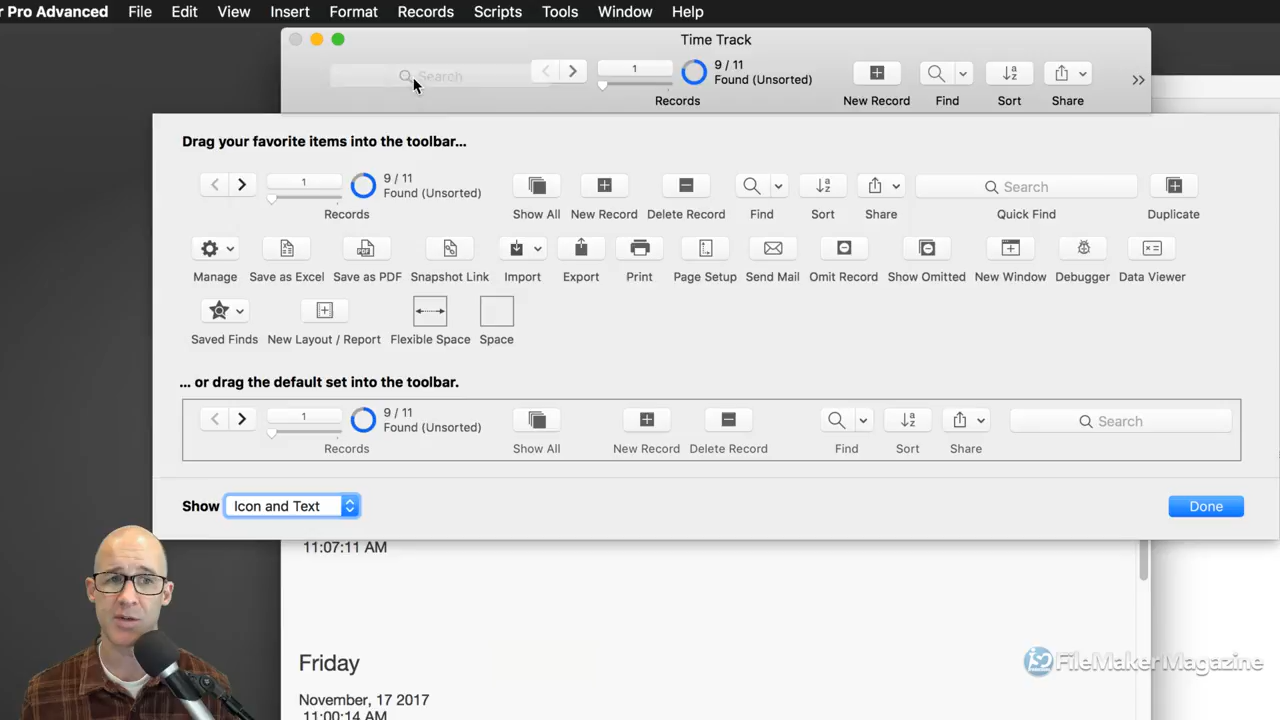 r Pro Advanced File Edit View Insert Format Records Scripts Tools Window Help
Time Track
Search 1 9 / 11
Found (Unsorted)
Records New Record Find Sort Share
Drag your favorite items into the toolbar...
1 9 / 11
Found (Unsorted) Search
Records Show All New Record Delete Record Find Sort Share Quick Find Duplicate
Manage Save as Excel Save as PDF Snapshot Link Import Export Print Page Setup Send Mail Omit Record Show Omitted New Window Debugger Data Viewer
Saved Finds New Layout / Report Flexible Space Space
... or drag the default set into the toolbar.
1 9 / 11
Found (Unsorted) Search
Records Show All New Record Delete Record Find Sort Share
Show Icon and Text Done
11:07:11 AM
Friday
November, 17 2017
11:00:14 AM
FileMakerMagazine